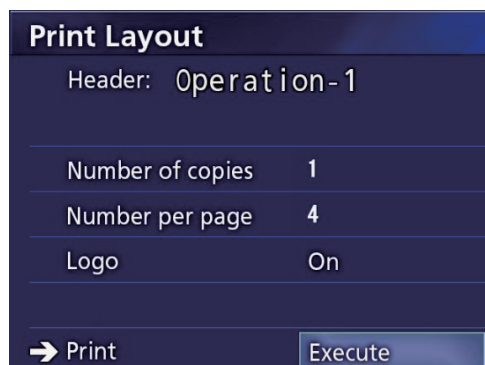 Print Layout
Header: Operation-1
Number of copies 1
Number per page 4
Logo On
Print Execute